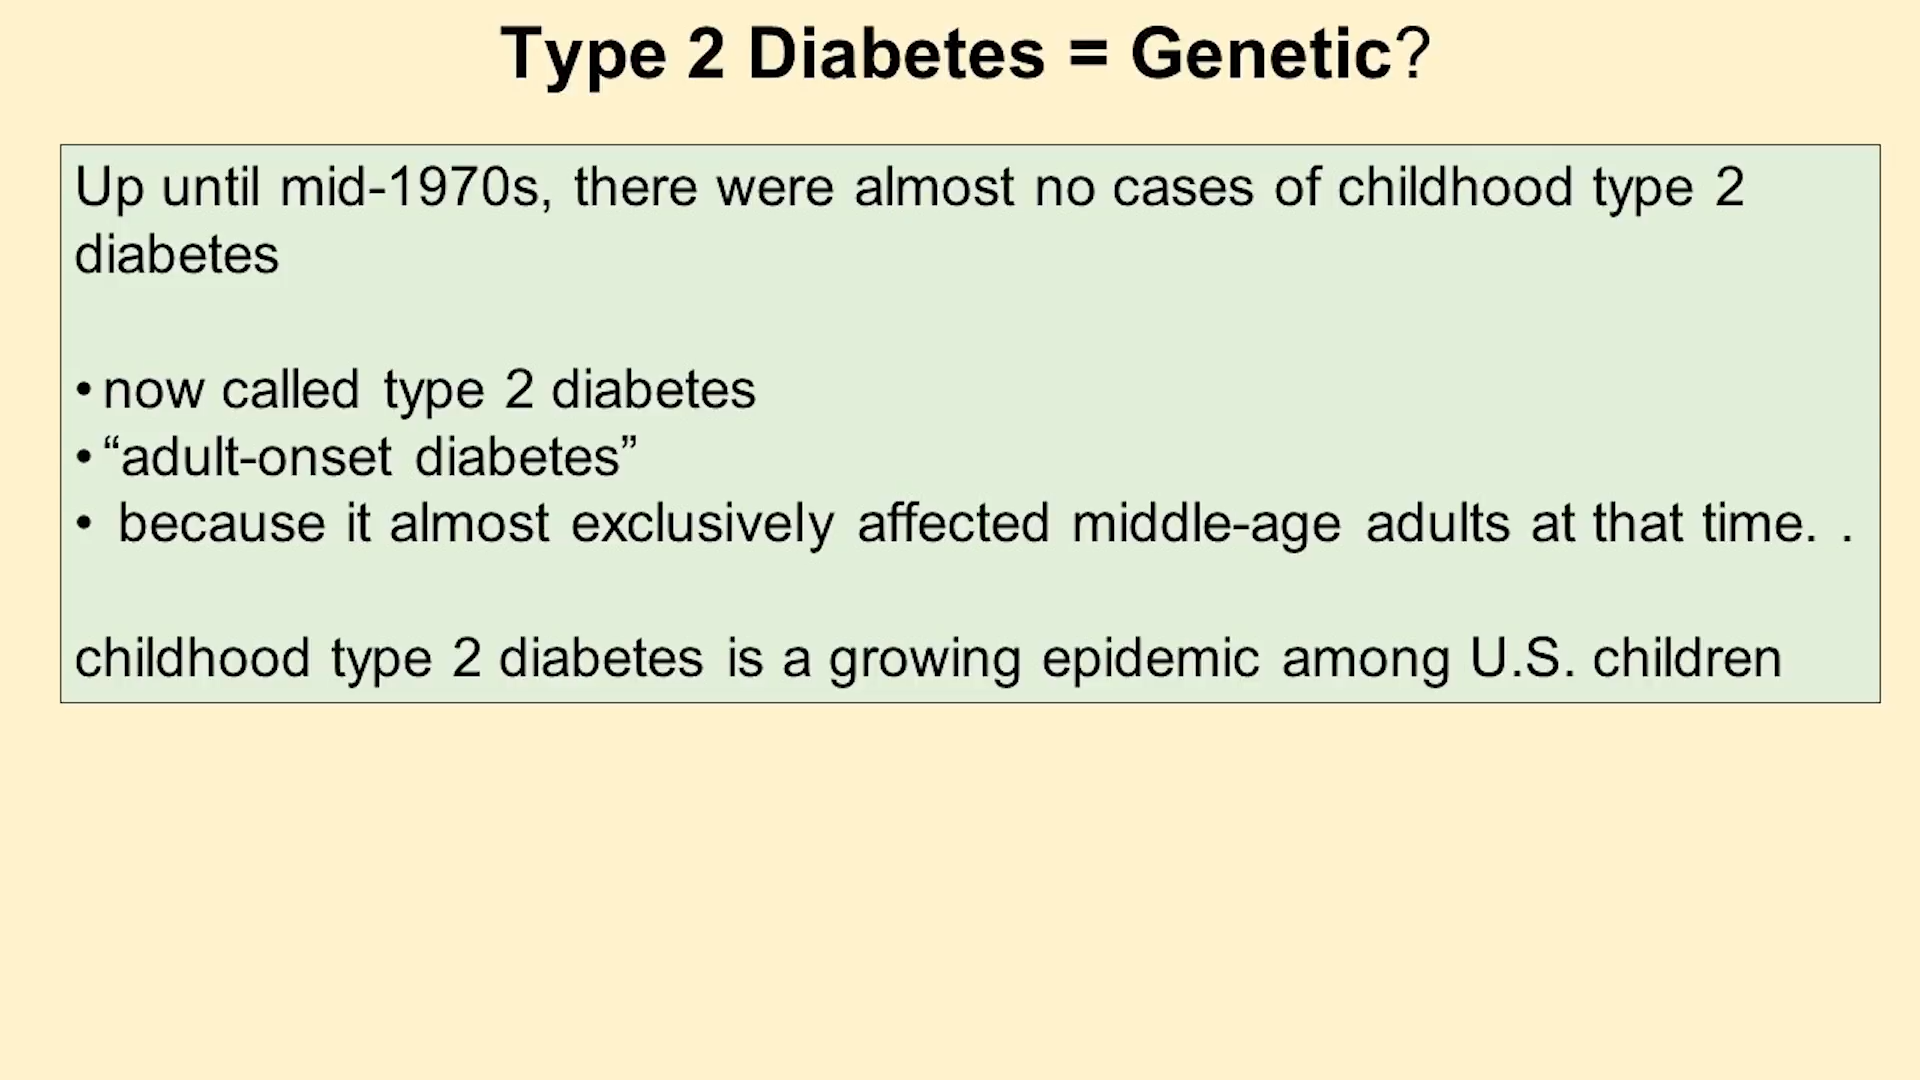 Type 2 Diabetes = Genetic?
Up until mid-1970s, there were almost no cases of childhood type 2
diabetes
• now called type 2 diabetes
• “adult-onset diabetes”
• because it almost exclusively affected middle-age adults at that time. .
childhood type 2 diabetes is a growing epidemic among U.S. children